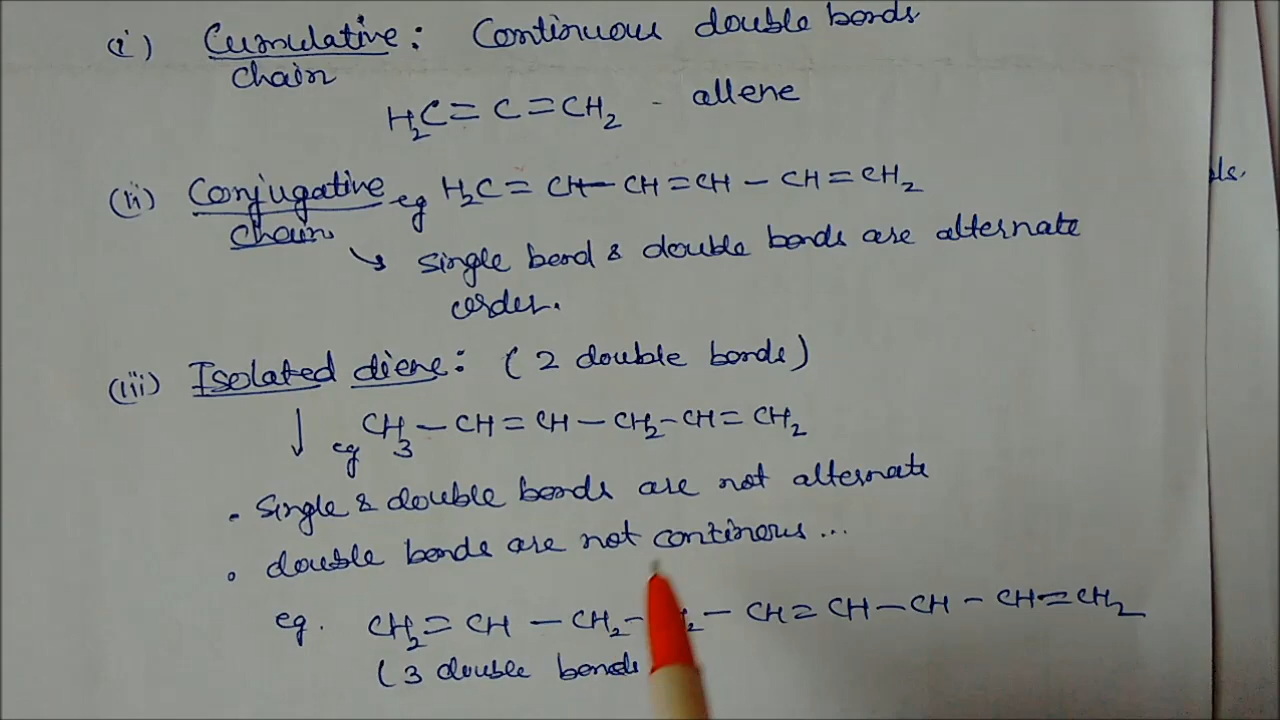 (i) Cumulative: Continuous double bonds.
chain
H2C = C = CH2 - allene
(ii) Conjugative eg H2C = CH - CH = CH - CH = CH2
chain
↘ single bond & double bonds are alternate
order.
(iii) Isolated diene: (2 double bonds)
↓ eg CH3 - CH = CH - CH2 - CH = CH2
• Single & double bonds are not alternate
• double bonds are not continous ...
eg. CH2 = CH - CH2 - 2 - CH = CH - CH - CH = CH2
(3 double bonds